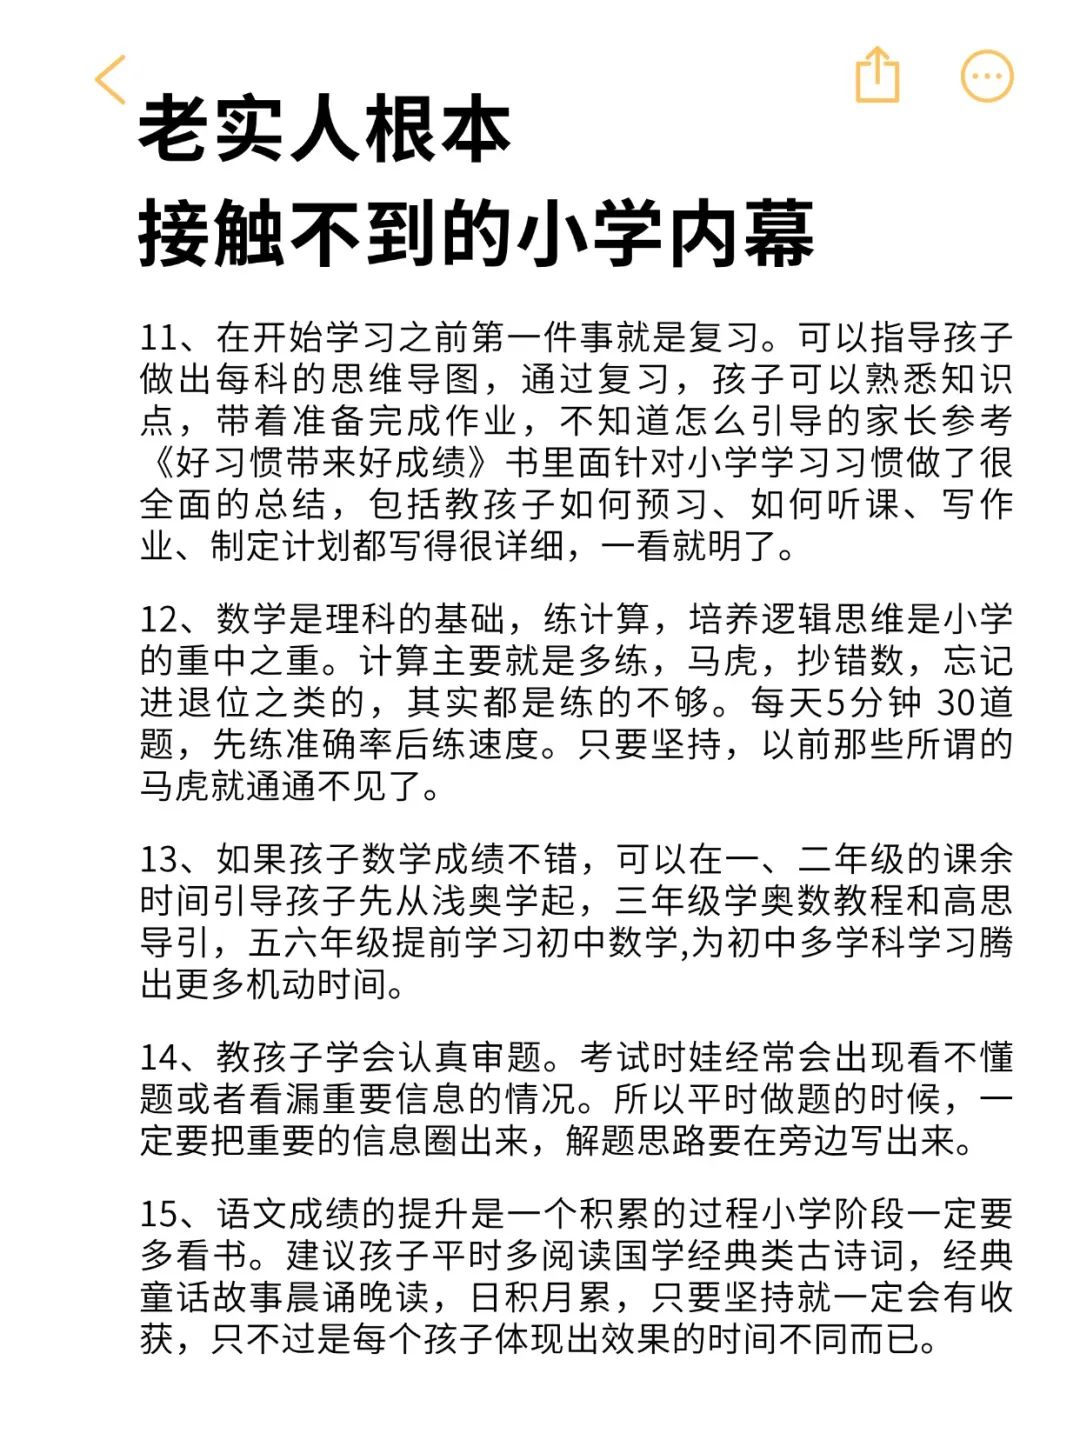 老实人根本
接触不到的小学内幕
11、在开始学习之前第一件事就是复习。可以指导孩子
做出每科的思维导图，通过复习，孩子可以熟悉知识
点，带着准备完成作业，不知道怎么引导的家长参考
《好习惯带来好成绩》书里面针对小学学习习惯做了很
全面的总结，包括教孩子如何预习、如何听课、写作
业、制定计划都写得很详细，一看就明了。
12、数学是理科的基础，练计算，培养逻辑思维是小学
的重中之重。计算主要就是多练，马虎，抄错数，忘记
进退位之类的，其实都是练的不够。每天5分钟 30道
题，先练准确率后练速度。只要坚持，以前那些所谓的
马虎就通通不见了。
13、如果孩子数学成绩不错，可以在一、二年级的课余
时间引导孩子先从浅奥学起，三年级学奥数教程和高思
导引，五六年级提前学习初中数学,为初中多学科学习腾
出更多机动时间。
14、教孩子学会认真审题。考试时娃经常会出现看不懂
题或者看漏重要信息的情况。所以平时做题的时候，一
定要把重要的信息圈出来，解题思路要在旁边写出来。
15、语文成绩的提升是一个积累的过程小学阶段一定要
多看书。建议孩子平时多阅读国学经典类古诗词，经典
童话故事晨诵晚读，日积月累，只要坚持就一定会有收
获，只不过是每个孩子体现出效果的时间不同而已。